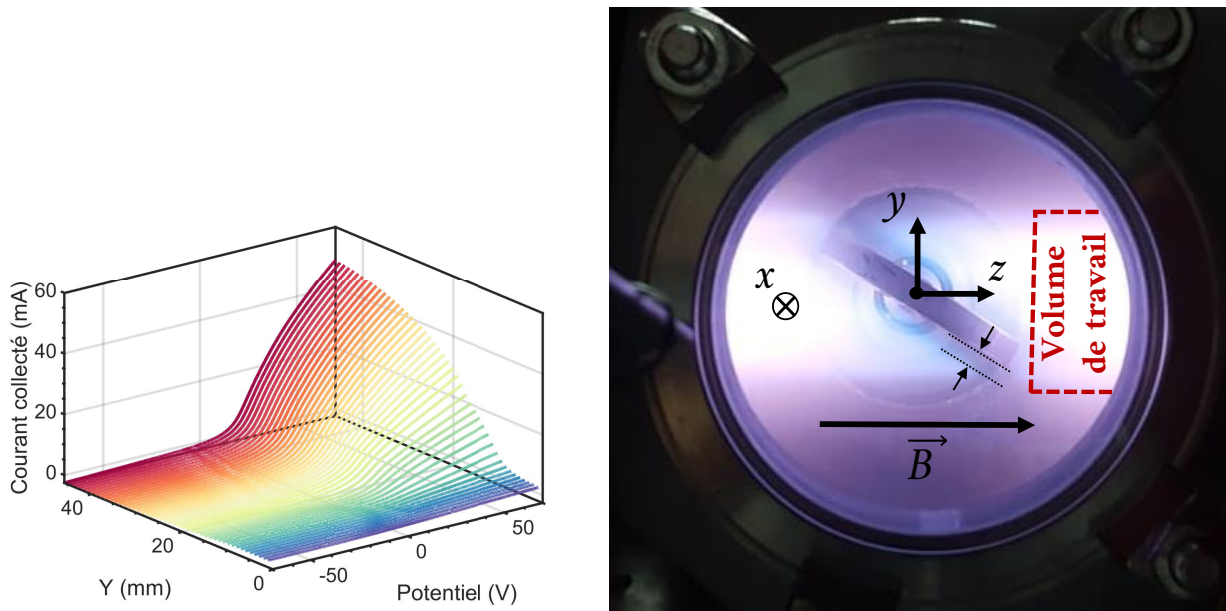 60
40
20
0
Courant collecté (mA)
40
20
0
Y (mm)
-50
0
50
Potentiel (V)
y
x
z
Volume
de travail
B